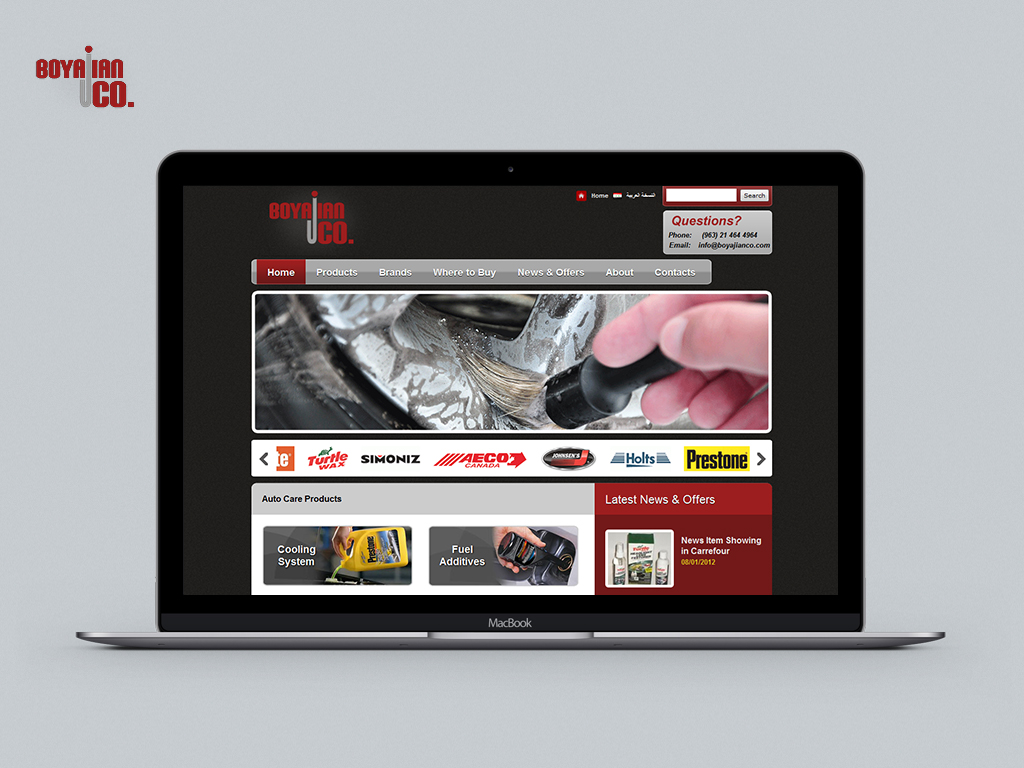 BOYAJIAN
CO.
BOYAJIAN
CO.
Home النسخة العربية
Search
Questions?
Phone: (963) 21 464 4964
Email: info@boyajianco.com
Home Products Brands Where to Buy News & Offers About Contacts
Turtle
WAX
SIMONIZ
AECO
CANADA
JOHNSEN'S
Holts
Prestone
Auto Care Products
Latest News & Offers
Cooling
System
Prestone
Fuel
Additives
Turtle
News Item Showing
in Carrefour
08/01/2012
MacBook